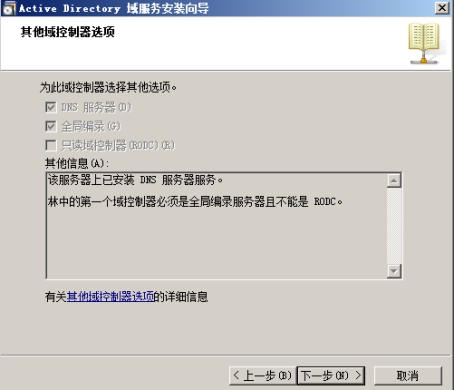 Active Directory 域服务安装向导
其他域控制器选项
为此域控制器选择其他选项。
DNS 服务器(D)
全局编录(G)
只读域控制器(RODC)(R)
其他信息(A):
该服务器上已安装 DNS 服务器服务。
林中的第一个域控制器必须是全局编录服务器且不能是 RODC。
有关其他域控制器选项的详细信息
< 上一步(B) 下一步(N) > 取消